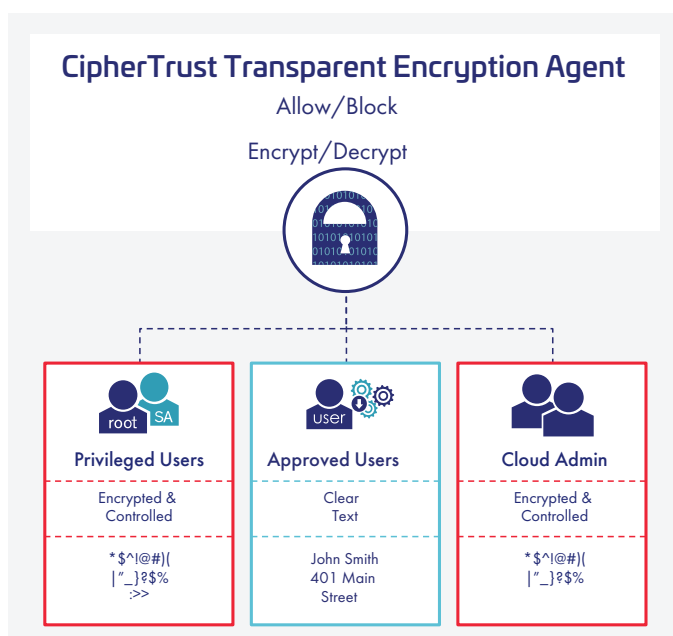 CipherTrust Transparent Encryption Agent
Allow/Block
Encrypt/Decrypt
root
SA
Privileged Users
Encrypted &
Controlled
*$^!@#)(
|"_}?$%
:>>
user
Approved Users
Clear
Text
John Smith
401 Main
Street
Cloud Admin
Encrypted &
Controlled
*$^!@#)(
|"_}?$%